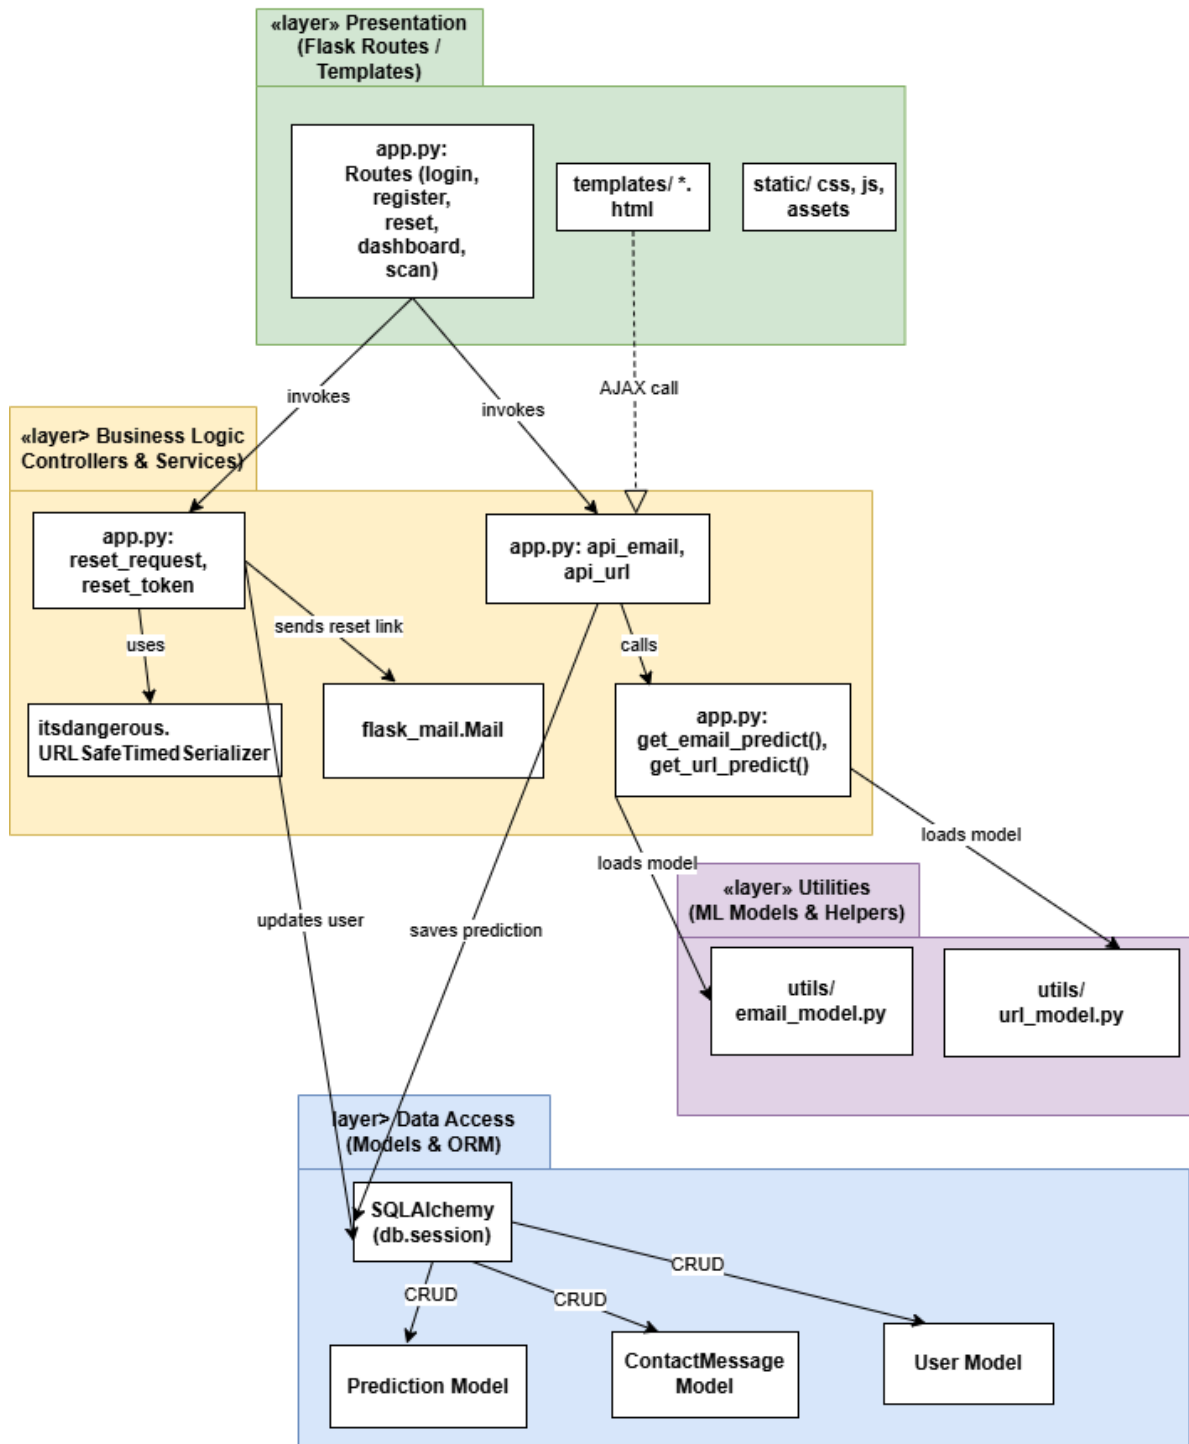 «layer» Presentation
(Flask Routes /
Templates)
app.py:
Routes (login,
register,
reset,
dashboard,
scan)
templates/ *.
html
static/ css, js,
assets
invokes
invokes
AJAX call
«layer> Business Logic
Controllers & Services)
app.py:
reset_request,
reset_token
app.py: api_email,
api_url
uses
sends reset link
calls
itsdangerous.
URLSafeTimedSerializer
flask_mail.Mail
app.py:
get_email_predict(),
get_url_predict()
loads model
loads model
updates user
saves prediction
«layer» Utilities
(ML Models & Helpers)
utils/
email_model.py
utils/
url_model.py
layer> Data Access
(Models & ORM)
SQLAlchemy
(db.session)
CRUD
CRUD
CRUD
Prediction Model
ContactMessage
Model
User Model